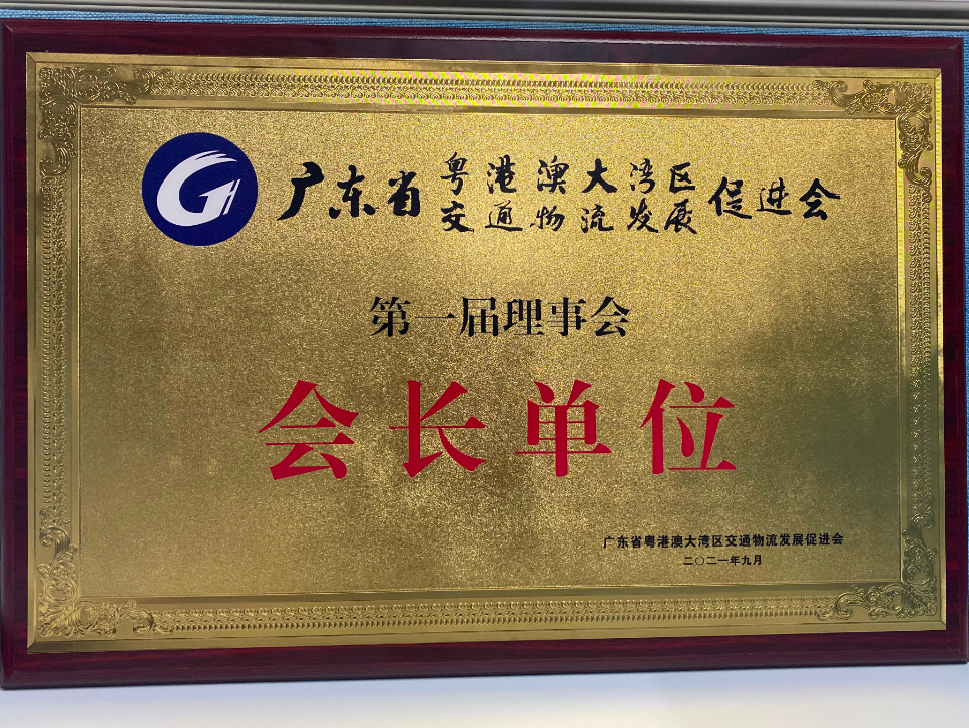 广东省粤港澳大湾区交通物流发展促进会
第一届理事会
会长单位
广东省粤港澳大湾区交通物流发展促进会
二〇二一年九月